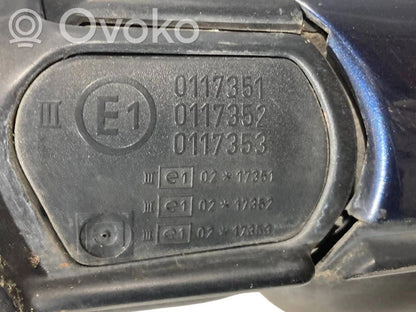 Ovoko
III E1 0117351
0117352
0117353
III e1 02*17351
III e1 02*17352
III e1 02*17353